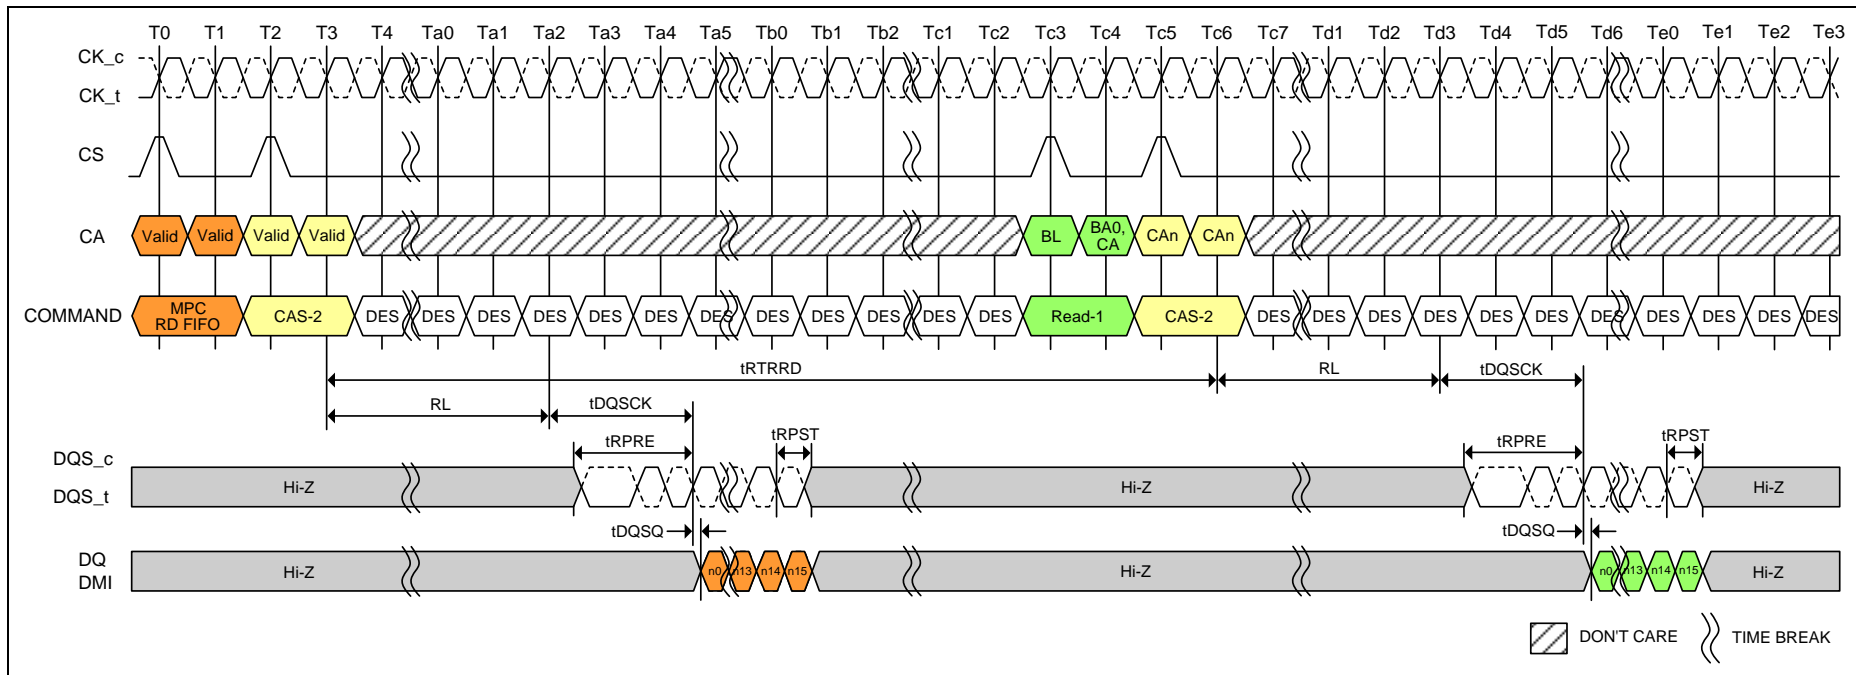 T0 T1 T2 T3 T4 Ta0 Ta1 Ta2 Ta3 Ta4 Ta5 Tb0 Tb1 Tb2 Tc1 Tc2 Tc3 Tc4 Tc5 Tc6 Tc7 Td1 Td2 Td3 Td4 Td5 Td6 Te0 Te1 Te2 Te3
CK_c
CK_t
CS
CA Valid Valid Valid Valid BL BA0, CAn CAn
CA
COMMAND MPC CAS-2 DES DES DES DES DES DES DES DES DES DES DES DES Read-1 CAS-2 DES DES DES DES DES DES DES DES DES DES DES
RD FIFO
tRTRRD RL tDQSCK
RL tDQSCK
tRPRE tRPST tRPRE tRPST
DQS_c
DQS_t Hi-Z Hi-Z Hi-Z
tDQSQ tDQSQ
DQ Hi-Z n0 n13 n14 n15 Hi-Z n0 n13 n14 n15 Hi-Z
DMI
DON'T CARE TIME BREAK